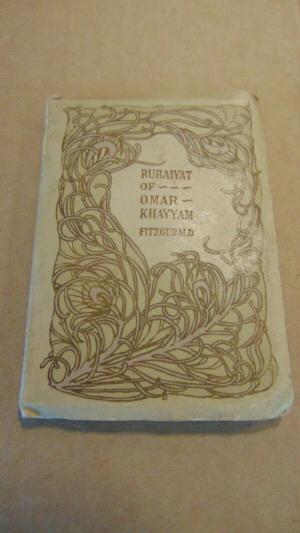 RUBAIYAT
OF ~~~
OMAR ~
KHAYYAM
FITZGERALD